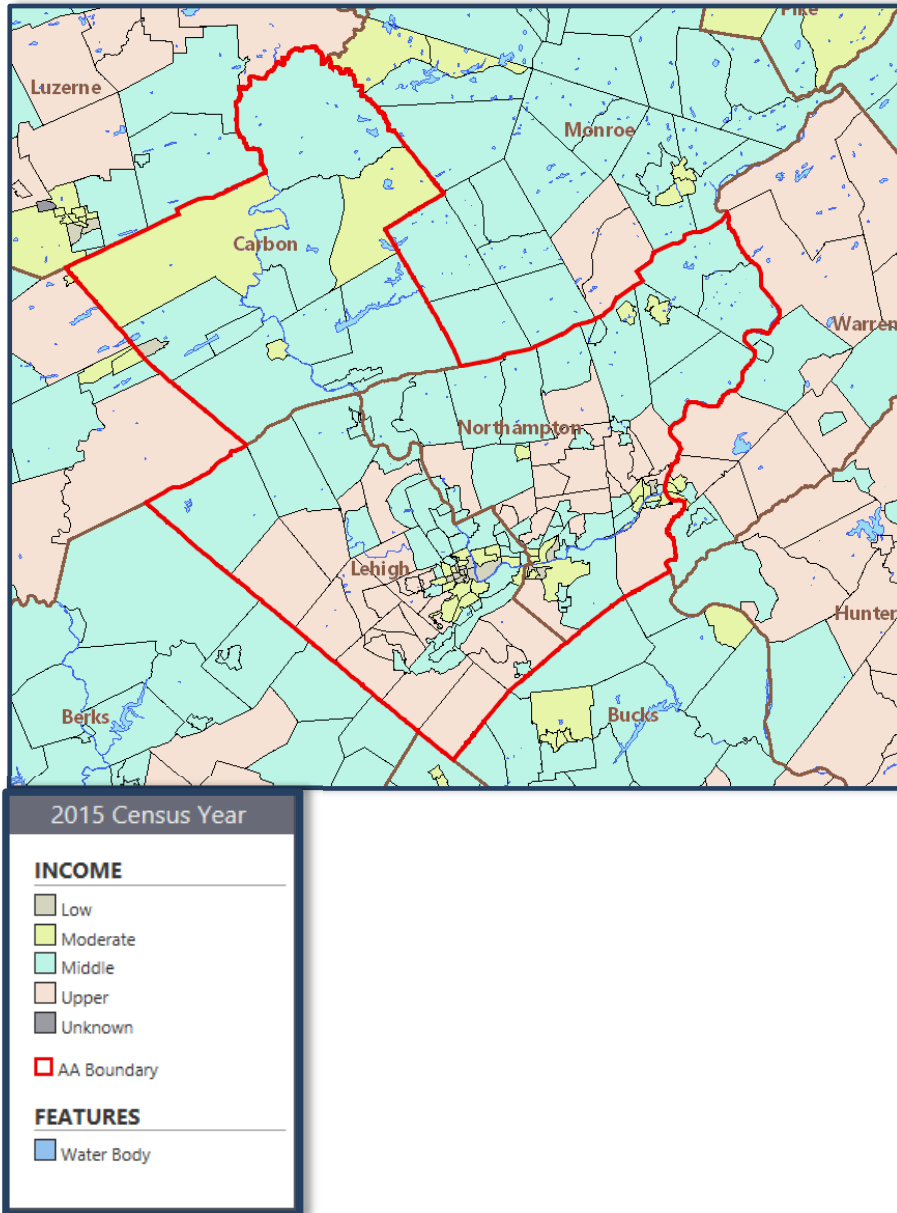 Pike
Luzerne
Monroe
Carbon
Warren
Northampton
Lehigh
Hunter
Berks
Bucks
2015 Census Year
INCOME
Low
Moderate
Middle
Upper
Unknown
AA Boundary
FEATURES
Water Body